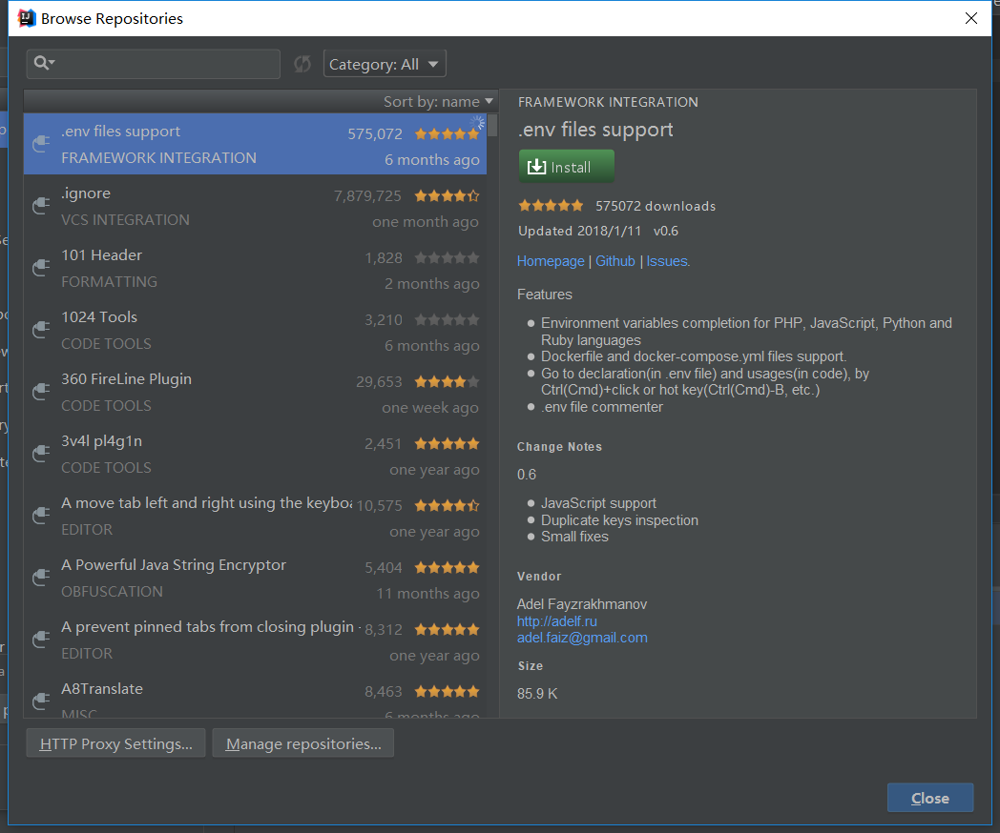 Browse Repositories
Category: All
Sort by: name
.env files support 575,072
FRAMEWORK INTEGRATION 6 months ago
.ignore 7,879,725
VCS INTEGRATION one month ago
101 Header 1,828
FORMATTING 2 months ago
1024 Tools 3,210
CODE TOOLS 6 months ago
360 FireLine Plugin 29,653
CODE TOOLS one week ago
3v4l pl4g1n 2,451
CODE TOOLS one year ago
A move tab left and right using the keyboa 10,575
EDITOR one year ago
A Powerful Java String Encryptor 5,404
OBFUSCATION 11 months ago
A prevent pinned tabs from closing plugin 8,312
EDITOR one year ago
A8Translate 8,463
MISC 6 months ago
FRAMEWORK INTEGRATION
.env files support
Install
575072 downloads
Updated 2018/1/11 v0.6
Homepage | Github | Issues.
Features
Environment variables completion for PHP, JavaScript, Python and
Ruby languages
Dockerfile and docker-compose.yml files support.
Go to declaration(in .env file) and usages(in code), by
Ctrl(Cmd)+click or hot key(Ctrl(Cmd)-B, etc.)
.env file commenter
Change Notes
0.6
JavaScript support
Duplicate keys inspection
Small fixes
Vendor
Adel Fayzrakhmanov
http://adelf.ru
adel.faiz@gmail.com
Size
85.9 K
HTTP Proxy Settings...
Manage repositories...
Close